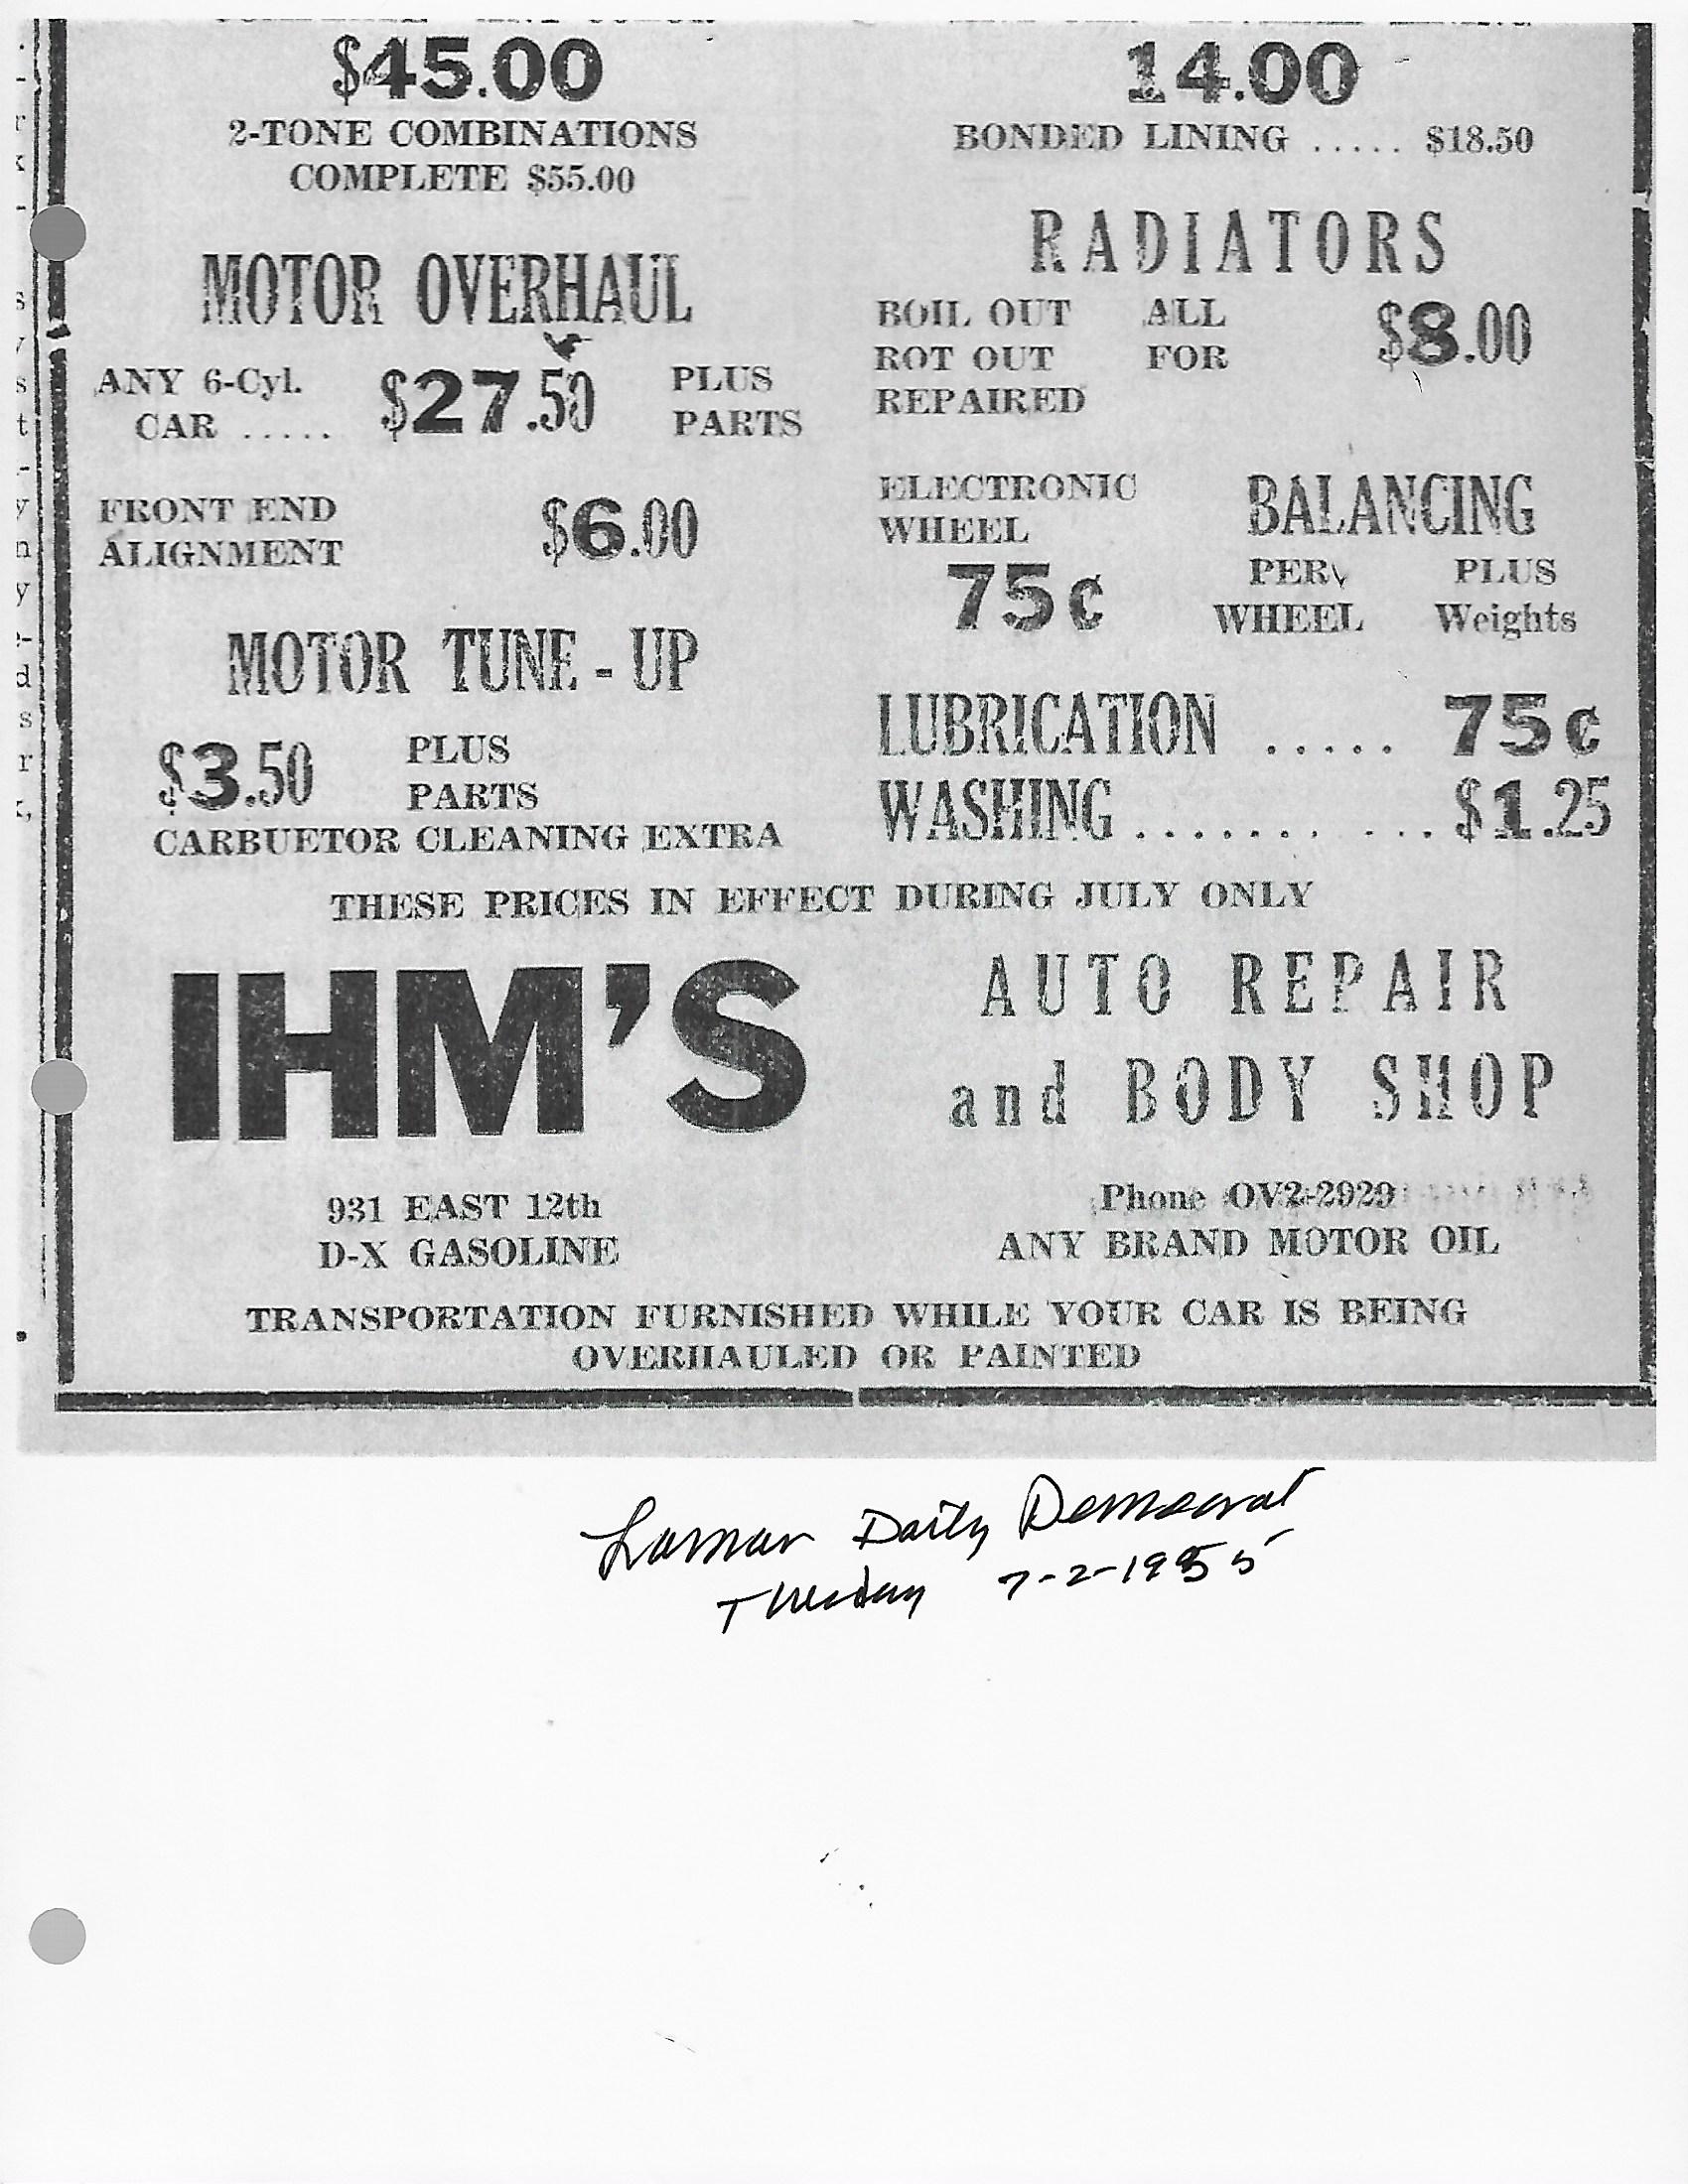 $45.00
2-TONE COMBINATIONS
COMPLETE $55.00
MOTOR OVERHAUL
ANY 6-Cyl.
CAR ..... $27.50 PLUS
PARTS
FRONT END
ALIGNMENT $6.00
MOTOR TUNE-UP
$3.50 PLUS
PARTS
CARBUETOR CLEANING EXTRA
14.00
BONDED LINING ..... $18.50
RADIATORS
BOIL OUT ALL
ROT OUT FOR $8.00
REPAIRED
ELECTRONIC
WHEEL BALANCING
75¢ PER PLUS
WHEEL Weights
LUBRICATION ..... 75¢
WASHING .......... $1.25
THESE PRICES IN EFFECT DURING JULY ONLY
IHM'S AUTO REPAIR
and BODY SHOP
931 EAST 12th
D-X GASOLINE
Phone OV2-2929
ANY BRAND MOTOR OIL
TRANSPORTATION FURNISHED WHILE YOUR CAR IS BEING
OVERHAULED OR PAINTED
Lamar Daily Democrat
Tuesday 7-2-1955